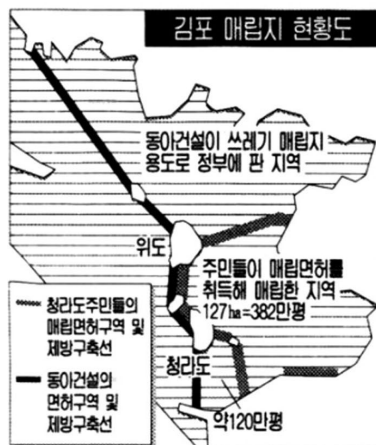 김포 매립지 현황도
동아건설이 쓰레기 매립지
용도로 정부에 판 지역
위도
주민들이 매립면허를
취득해 매립한 지역
127ha=382만평
청라도
약120만평
청라도주민들의
매립면허구역 및
제방구축선
동아건설의
면허구역 및
제방구축선